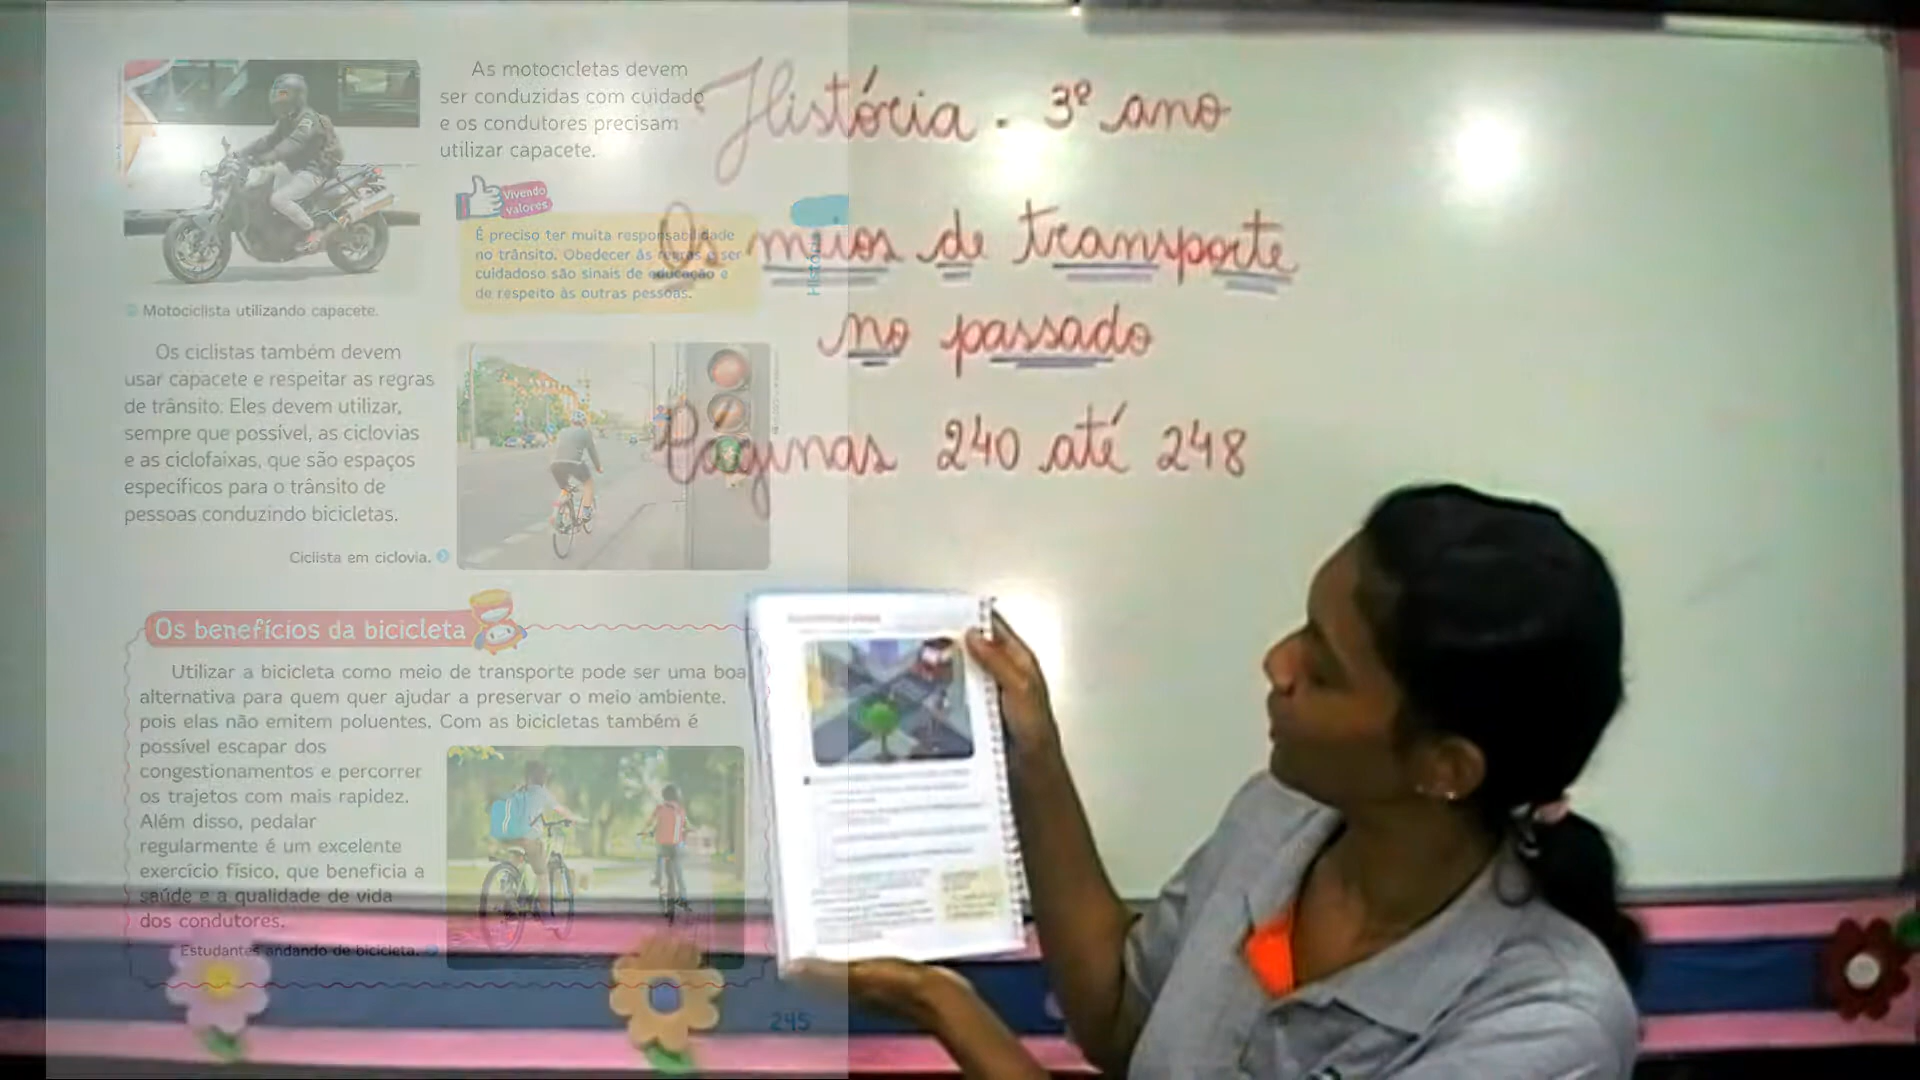 As motocicletas devem
ser conduzidas com cuidado
e os condutores precisam
utilizar capacete.
Vivendo
valores
É preciso ter muita responsabilidade
no trânsito. Obedecer às regras e ser
cuidadoso são sinais de educação e
de respeito às outras pessoas.
Motociclista utilizando capacete.
Os ciclistas também devem
usar capacete e respeitar as regras
de trânsito. Eles devem utilizar,
sempre que possível, as ciclovias
e as ciclofaixas, que são espaços
específicos para o trânsito de
pessoas conduzindo bicicletas.
Ciclista em ciclovia.
Os benefícios da bicicleta
Utilizar a bicicleta como meio de transporte pode ser uma boa
alternativa para quem quer ajudar a preservar o meio ambiente,
pois elas não emitem poluentes. Com as bicicletas também é
possível escapar dos
congestionamentos e percorrer
os trajetos com mais rapidez.
Além disso, pedalar
regularmente é um excelente
exercício físico, que beneficia a
saúde e a qualidade de vida
dos condutores.
Estudantes andando de bicicleta.
245
História
História - 3º ano
Os meios de transporte
no passado
Páginas 240 até 248